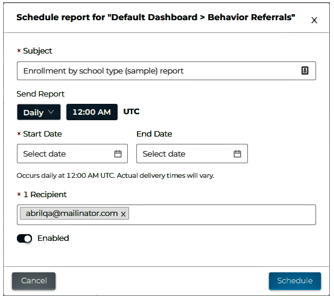 Schedule report for "Default Dashboard > Behavior Referrals" X
* Subject
Enrollment by school type (sample) report
Send Report
Daily 12:00 AM UTC
* Start Date End Date
Select date Select date
Occurs daily at 12:00 AM UTC. Actual delivery times will vary.
* 1 Recipient
abrilqa@mailinator.com x
Enabled
Cancel Schedule